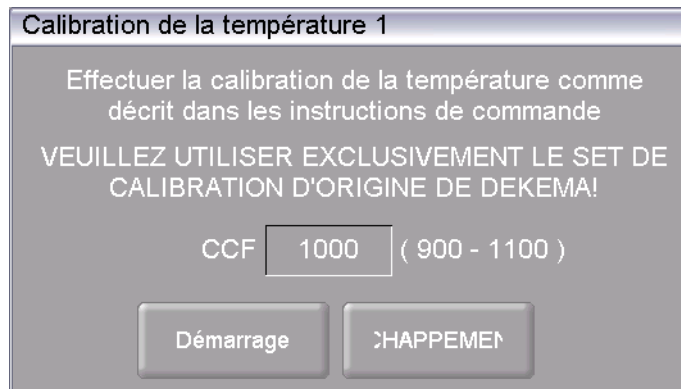 Calibration de la température 1
Effectuer la calibration de la température comme
décrit dans les instructions de commande
VEUILLEZ UTILISER EXCLUSIVEMENT LE SET DE
CALIBRATION D'ORIGINE DE DEKEMA!
CCF 1000 ( 900 - 1100 )
Démarrage